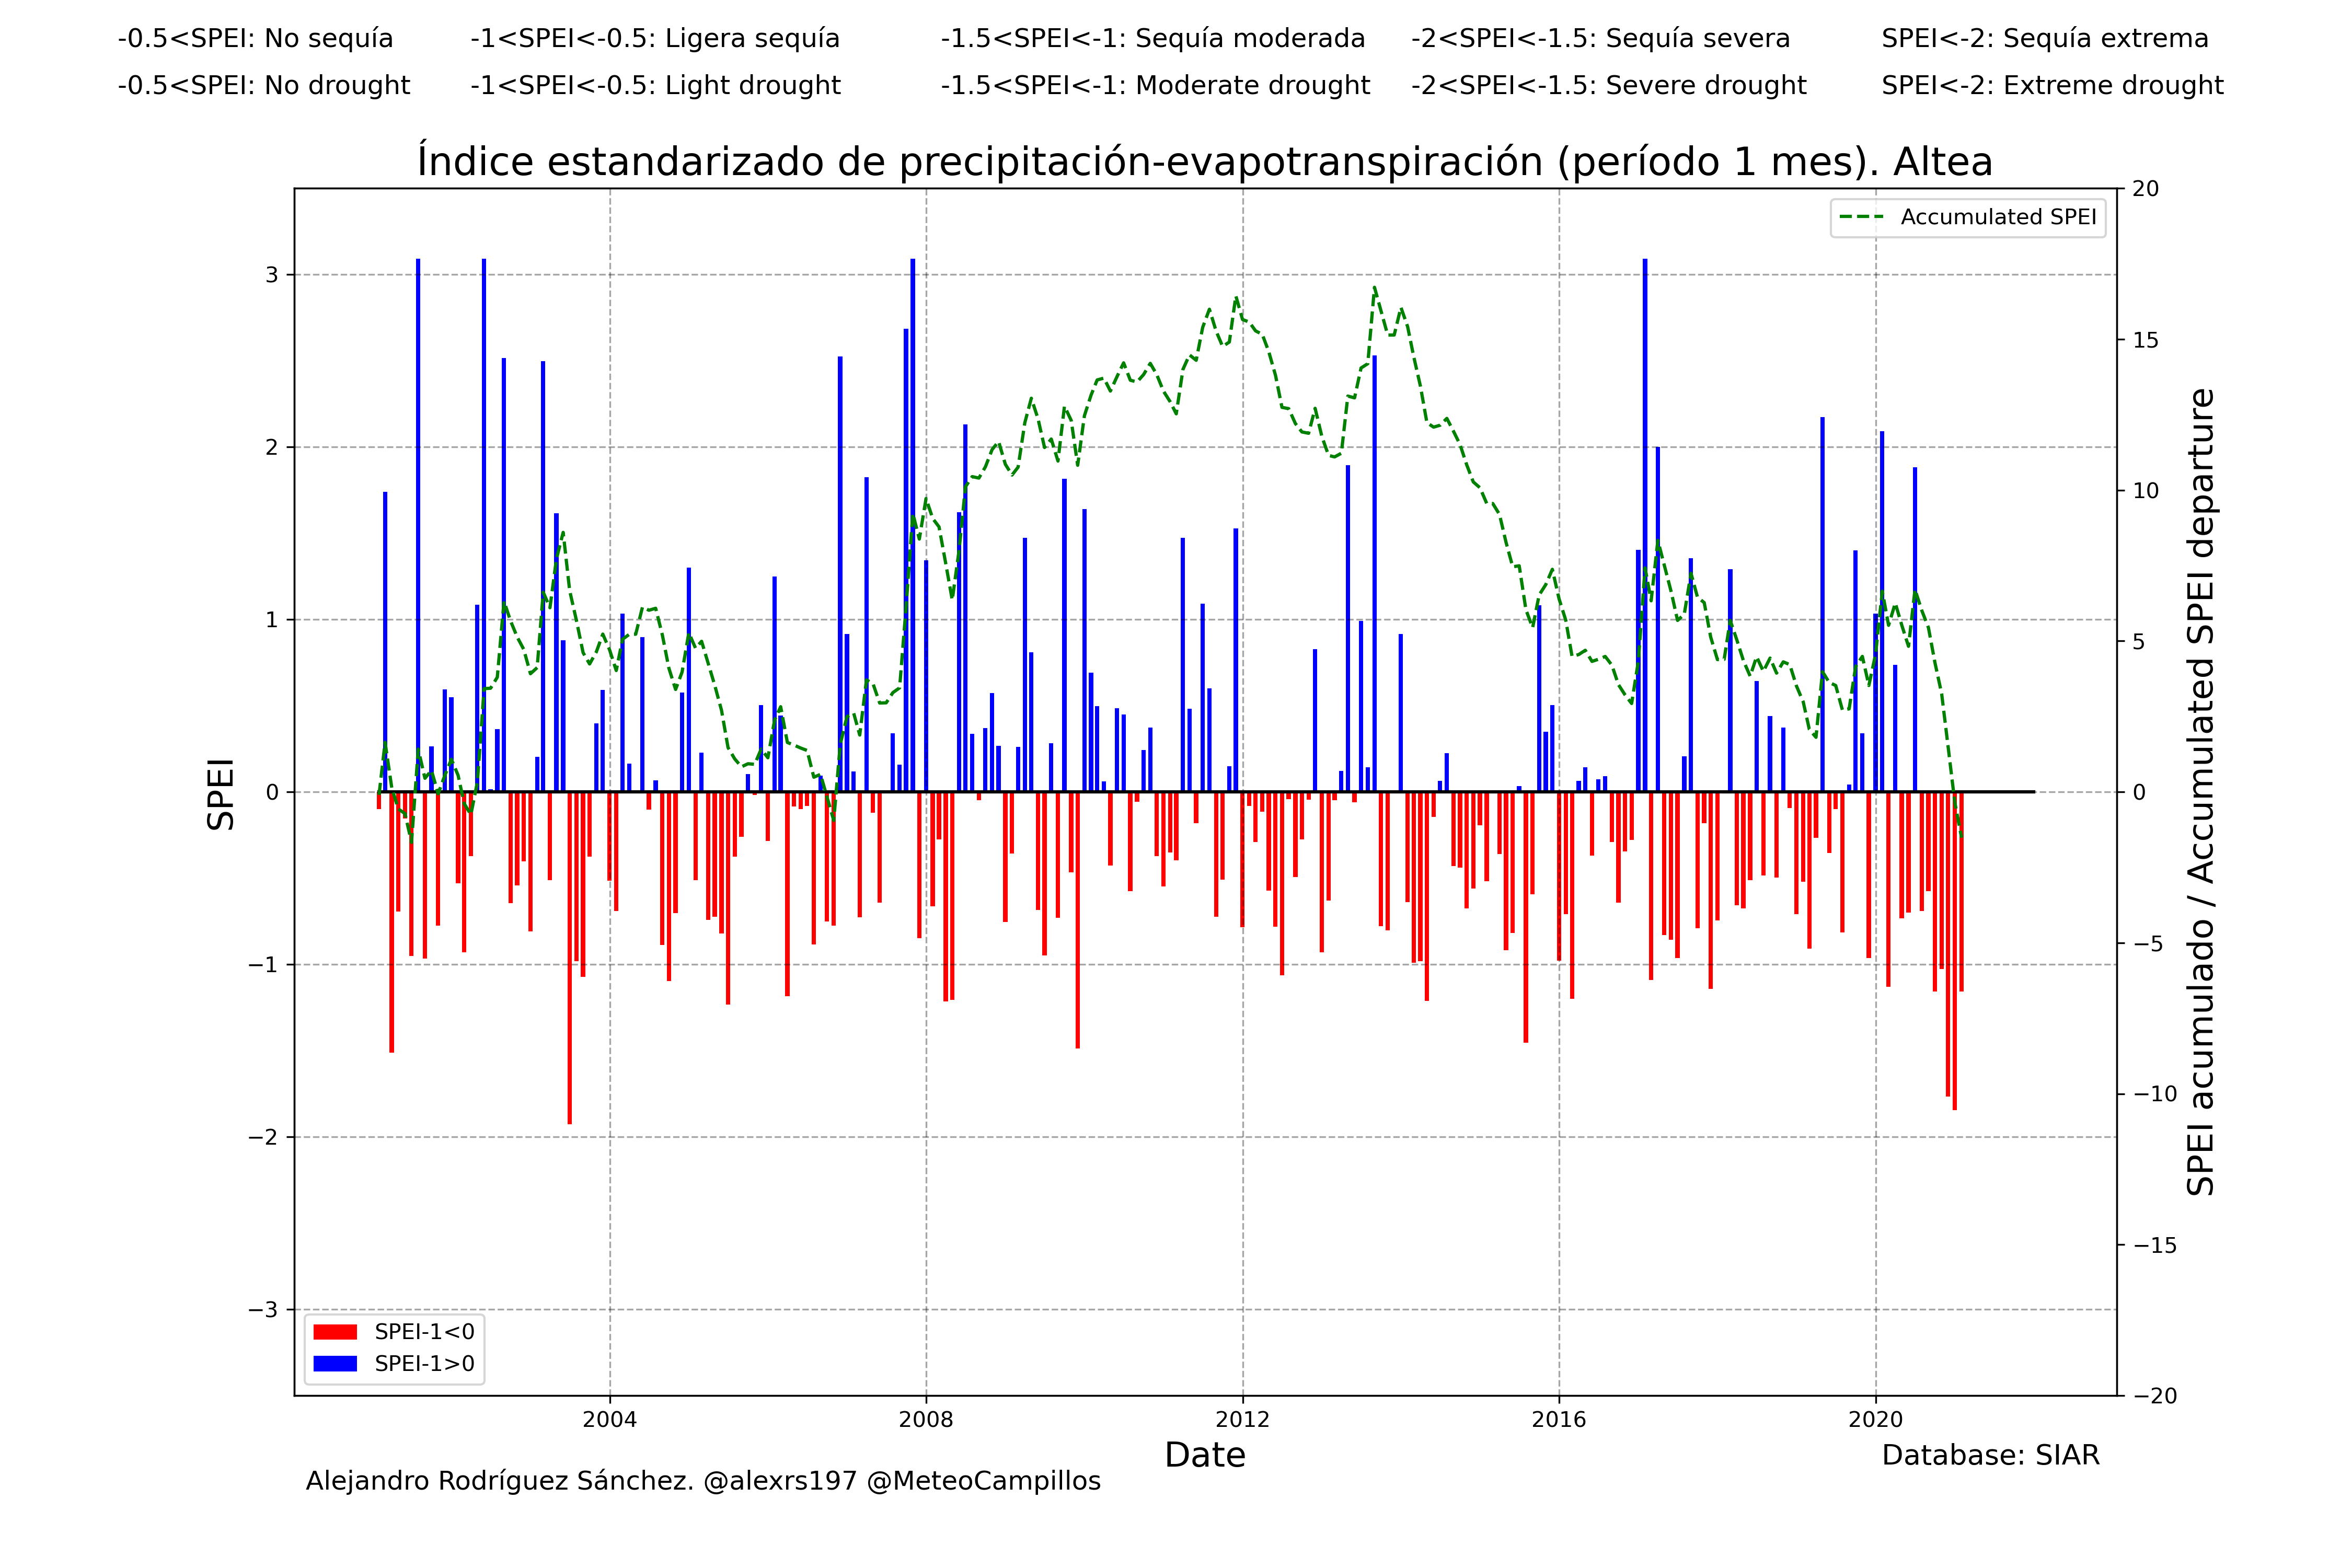 -0.5<SPEI: No sequía -1<SPEI<-0.5: Ligera sequía -1.5<SPEI<-1: Sequía moderada -2<SPEI<-1.5: Sequía severa SPEI<-2: Sequía extrema
-0.5<SPEI: No drought -1<SPEI<-0.5: Light drought -1.5<SPEI<-1: Moderate drought -2<SPEI<-1.5: Severe drought SPEI<-2: Extreme drought
Índice estandarizado de precipitación-evapotranspiración (período 1 mes). Altea
Accumulated SPEI
SPEI
3
2
1
0
−1
−2
−3
20
15
10
5
0
−5
−10
−15
−20
SPEI acumulado / Accumulated SPEI departure
SPEI-1<0
SPEI-1>0
2004 2008 2012 2016 2020
Date
Database: SIAR
Alejandro Rodríguez Sánchez. @alexrs197 @MeteoCampillos